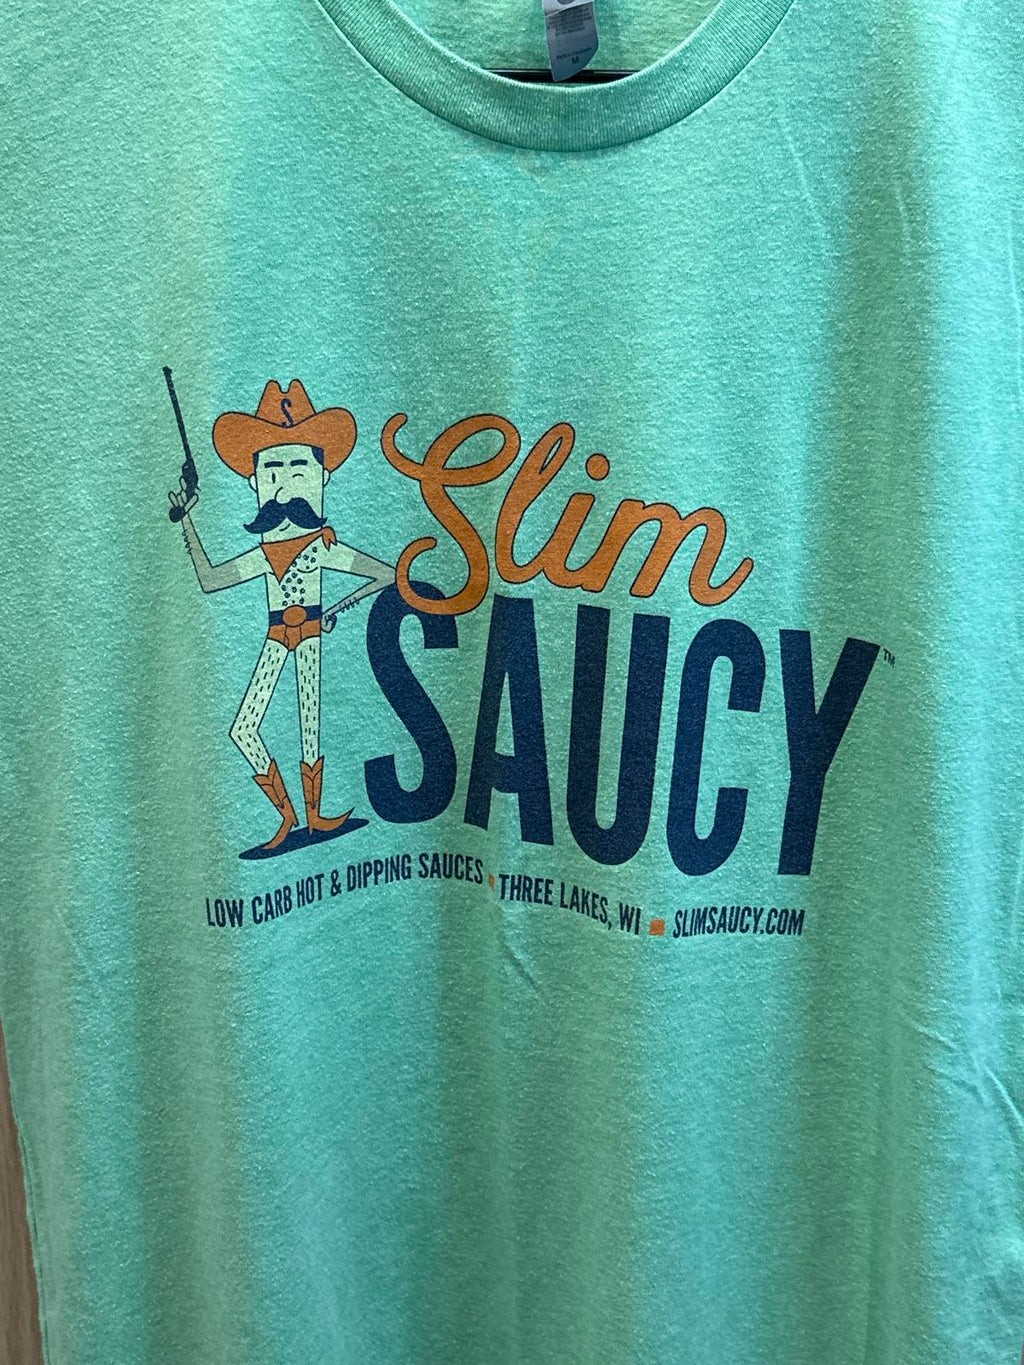 M
S
Slim
SAUCY™
LOW CARB HOT & DIPPING SAUCES ▪ THREE LAKES, WI ▪ SLIMSAUCY.COM